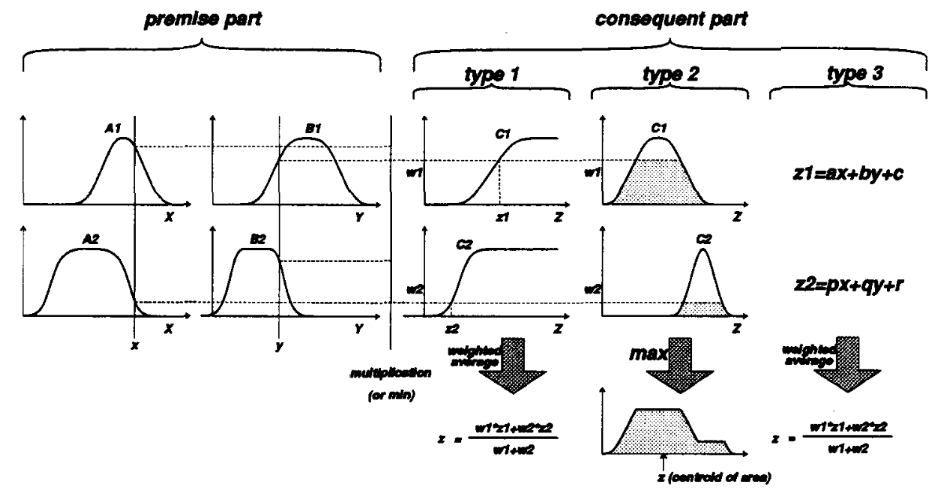 premise part
consequent part
type 1
type 2
type 3
A1
B1
C1
C1
w1
w1
z1=ax+by+c
X
Y
z1
Z
Z
A2
B2
C2
C2
w2
w2
z2=px+qy+r
X
Y
z2
Z
Z
x
y
multiplication
(or min)
weighted
average
max
weighted
average
z = w1*z1+w2*z2
w1+w2
z = w1*z1+w2*z2
w1+w2
z (centroid of area)